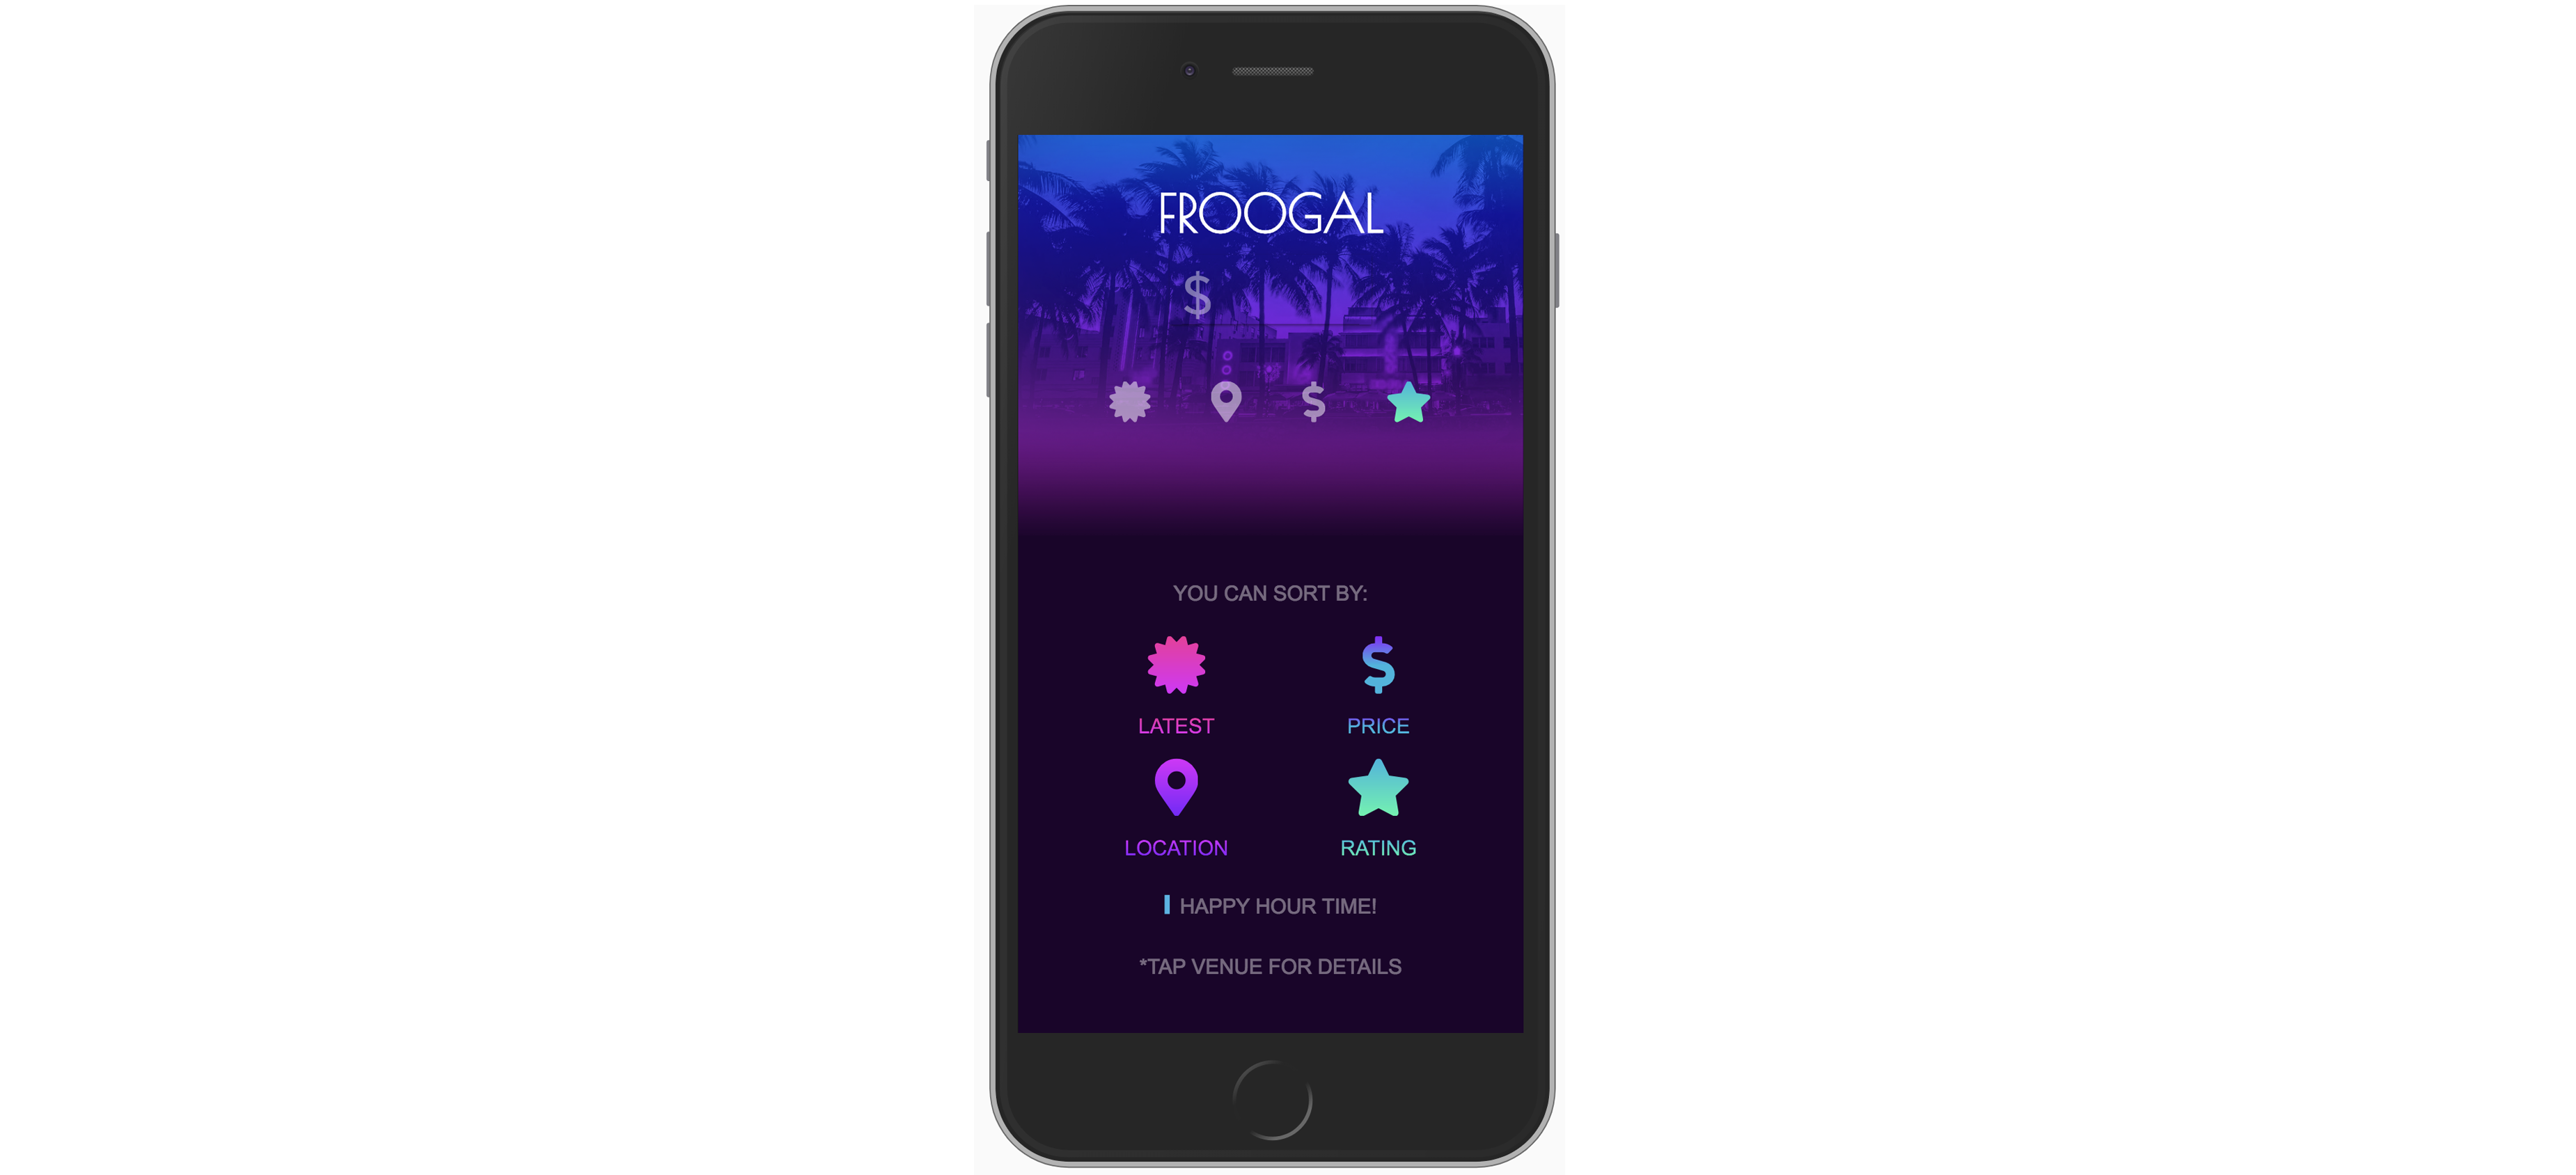 FROOGAL
$
$
YOU CAN SORT BY:
$
LATEST PRICE
LOCATION RATING
HAPPY HOUR TIME!
*TAP VENUE FOR DETAILS